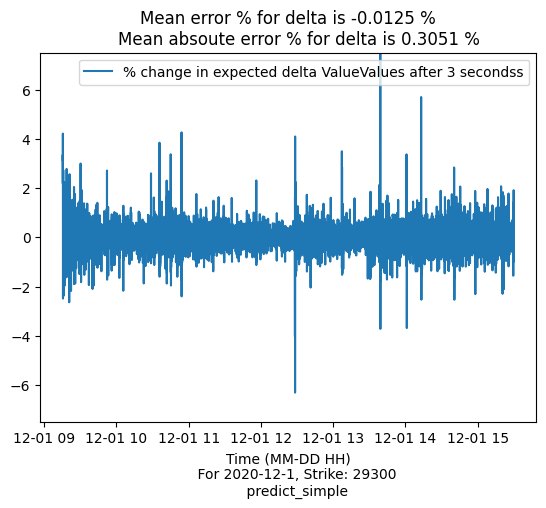 Mean error % for delta is -0.0125 %
Mean absoute error % for delta is 0.3051 %
% change in expected delta ValueValues after 3 secondss
6
4
2
0
−2
−4
−6
12-01 09 12-01 10 12-01 11 12-01 12 12-01 13 12-01 14 12-01 15
Time (MM-DD HH)
For 2020-12-1, Strike: 29300
predict_simple